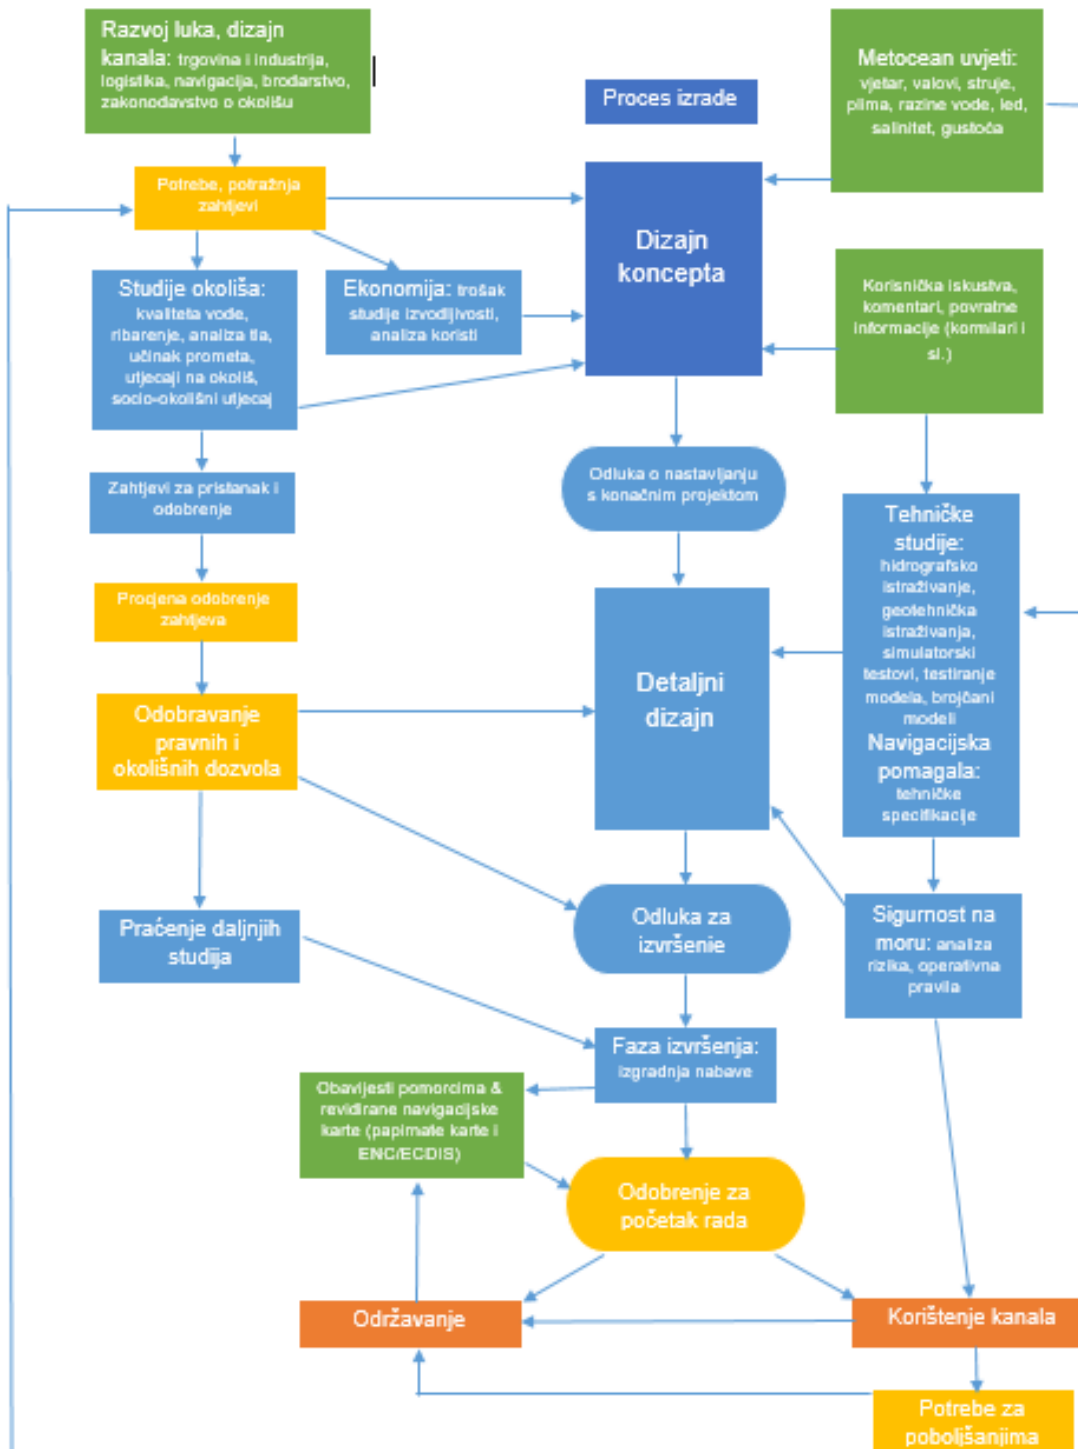 Razvoj luka, dizajn
kanala: trgovina i industrija,
logistika, navigacija, brodarstvo,
zakonodavstvo o okolišu
Proces izrade
Metocean uvjeti:
vjetar, valovi, struje,
plima, razine vode, led,
salinitet, gustoća
Potrebe, potražnja
zahtjevi
Dizajn
koncepta
Studije okoliša:
kvaliteta vode,
ribarenje, analiza tla,
učinak prometa,
utjecaji na okoliš,
socio-okolišni utjecaj
Ekonomija: trošak
studije izvodljivosti,
analiza koristi
Korisnička iskustva,
komentari, povratne
informacije (kormilari i
sl.)
Odluka o nastavljanju
s konačnim projektom
Zahtjevi za pristanak i
odobrenje
Procjena odobrenje
zahtjeva
Odobravanje
pravnih i
okolišnih dozvola
Detaljni
dizajn
Tehničke
studije:
hidrografsko
istraživanje,
geotehnička
istraživanja,
simulatorski
testovi, testiranje
modela, brojčani
modeli
Navigacijska
pomagala:
tehničke
specifikacije
Praćenje daljnjih
studija
Odluka za
izvršenie
Sigurnost na
moru: analiza
rizika, operativna
pravila
Faza izvršenja:
izgradnja nabave
Obavijesti pomorcima &
revidirane navigacijske
karte (papirnate karte i
ENC/ECDIS)
Odobrenje za
početak rada
Održavanje
Korištenje kanala
Potrebe za
poboljšanjima